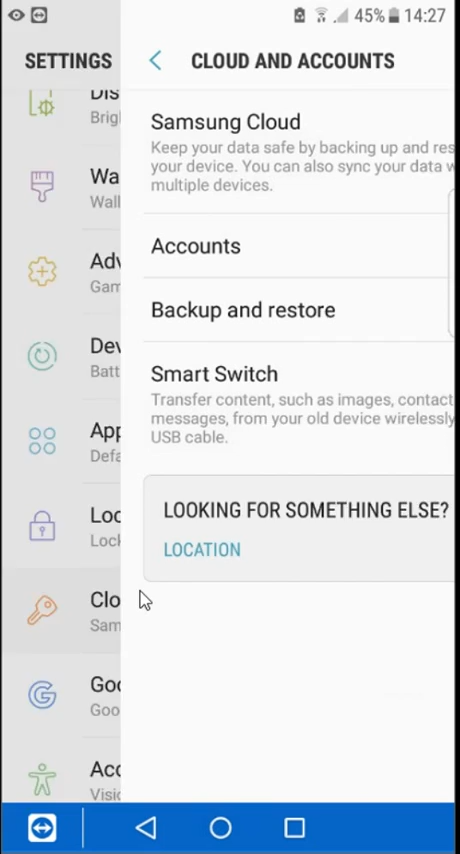 45% 14:27
SETTINGS
CLOUD AND ACCOUNTS
Dis
Brigh
Wa
Wall
Adv
Gam
Dev
Batt
App
Defa
Loc
Lock
Clo
Sam
Goo
Goo
Acc
Visio
Samsung Cloud
Keep your data safe by backing up and res
your device. You can also sync your data w
multiple devices.
Accounts
Backup and restore
Smart Switch
Transfer content, such as images, contact
messages, from your old device wirelessly
USB cable.
LOOKING FOR SOMETHING ELSE?
LOCATION